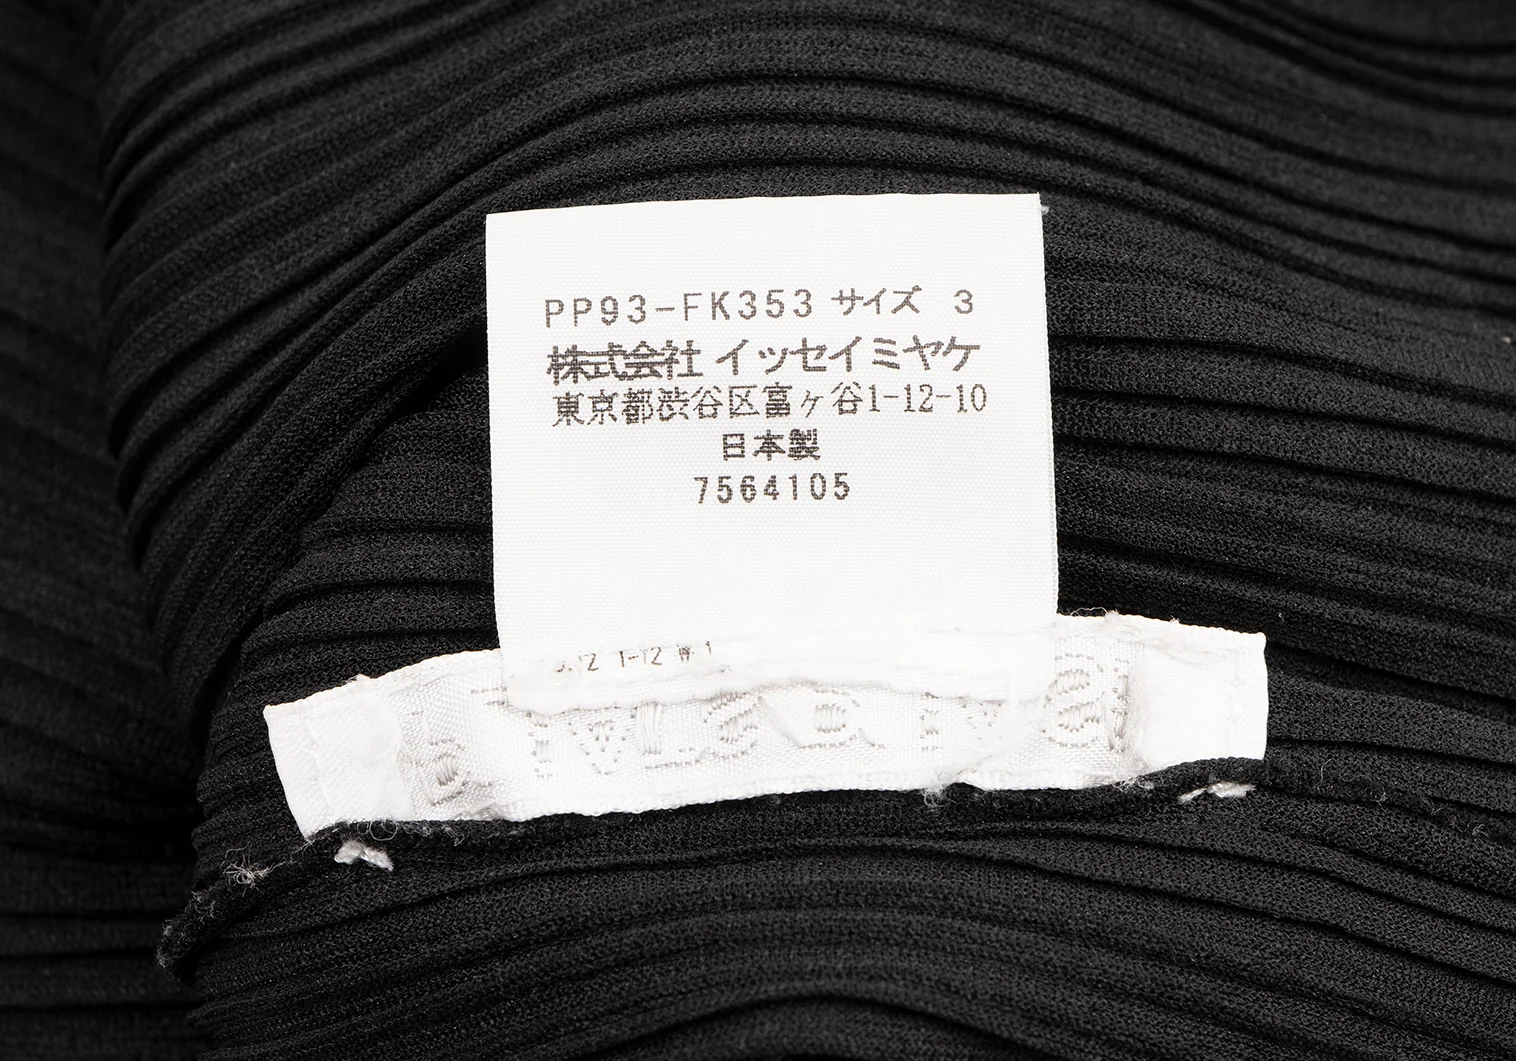 PP93-FK353 サイズ 3
株式会社 イッセイミヤケ
東京都渋谷区富ヶ谷1-12-10
日本製
7564105